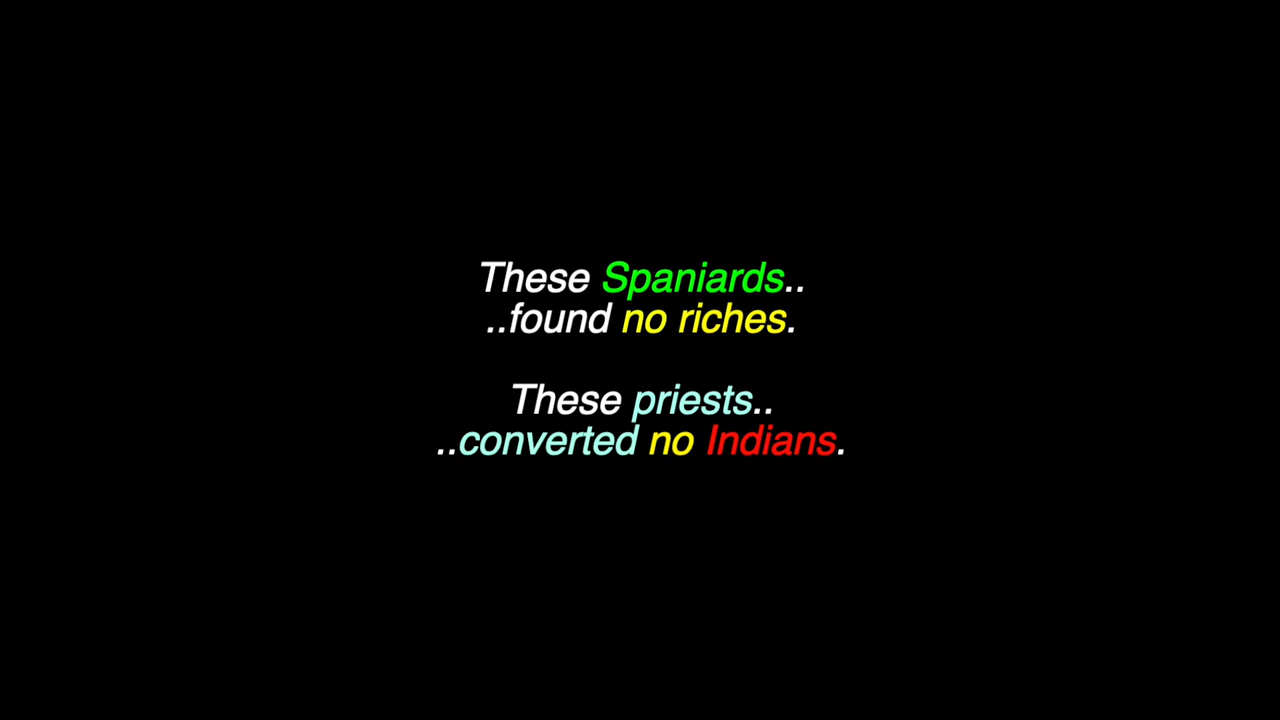 These Spaniards..
..found no riches.
These priests..
..converted no Indians.